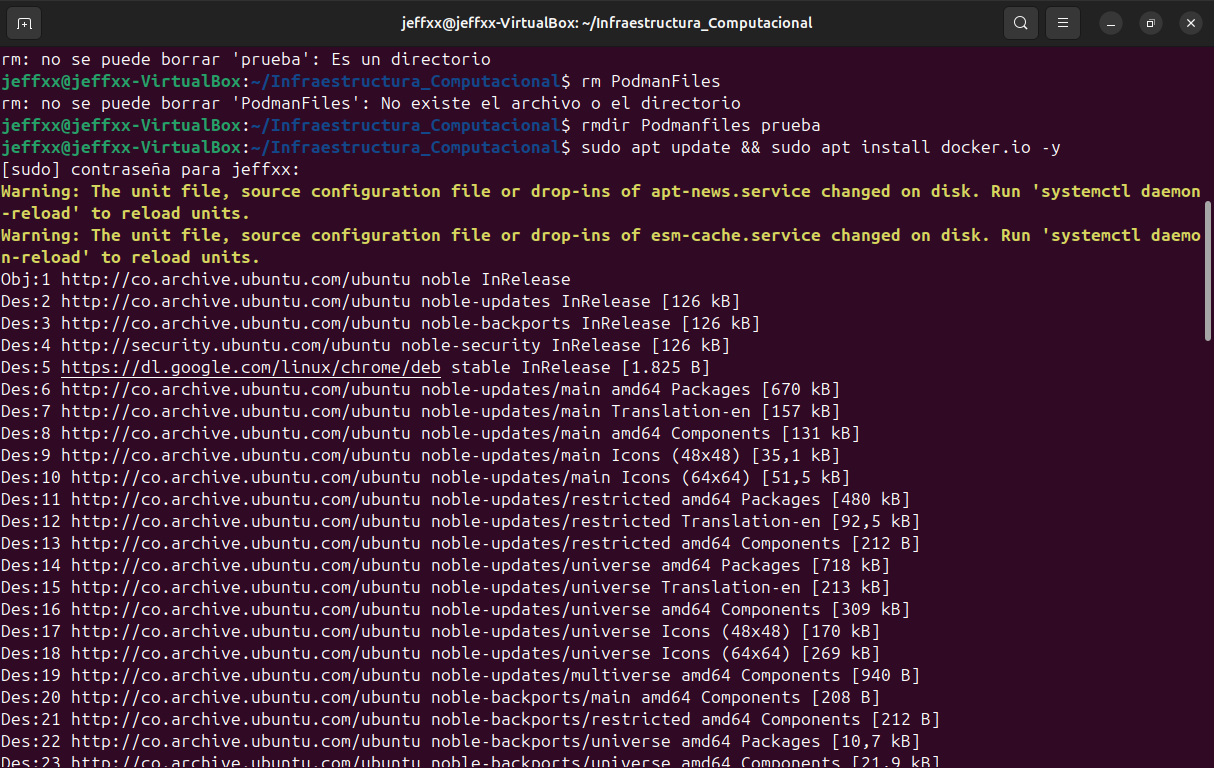 jeffxx@jeffxx-VirtualBox: ~/Infraestructura_Computacional
rm: no se puede borrar 'prueba': Es un directorio
jeffxx@jeffxx-VirtualBox:~/Infraestructura_Computacional$ rm PodmanFiles
rm: no se puede borrar 'PodmanFiles': No existe el archivo o el directorio
jeffxx@jeffxx-VirtualBox:~/Infraestructura_Computacional$ rmdir Podmanfiles prueba
jeffxx@jeffxx-VirtualBox:~/Infraestructura_Computacional$ sudo apt update && sudo apt install docker.io -y
[sudo] contraseña para jeffxx:
Warning: The unit file, source configuration file or drop-ins of apt-news.service changed on disk. Run 'systemctl daemon
-reload' to reload units.
Warning: The unit file, source configuration file or drop-ins of esm-cache.service changed on disk. Run 'systemctl daemo
n-reload' to reload units.
Obj:1 http://co.archive.ubuntu.com/ubuntu noble InRelease
Des:2 http://co.archive.ubuntu.com/ubuntu noble-updates InRelease [126 kB]
Des:3 http://co.archive.ubuntu.com/ubuntu noble-backports InRelease [126 kB]
Des:4 http://security.ubuntu.com/ubuntu noble-security InRelease [126 kB]
Des:5 https://dl.google.com/linux/chrome/deb stable InRelease [1.825 B]
Des:6 http://co.archive.ubuntu.com/ubuntu noble-updates/main amd64 Packages [670 kB]
Des:7 http://co.archive.ubuntu.com/ubuntu noble-updates/main Translation-en [157 kB]
Des:8 http://co.archive.ubuntu.com/ubuntu noble-updates/main amd64 Components [131 kB]
Des:9 http://co.archive.ubuntu.com/ubuntu noble-updates/main Icons (48x48) [35,1 kB]
Des:10 http://co.archive.ubuntu.com/ubuntu noble-updates/main Icons (64x64) [51,5 kB]
Des:11 http://co.archive.ubuntu.com/ubuntu noble-updates/restricted amd64 Packages [480 kB]
Des:12 http://co.archive.ubuntu.com/ubuntu noble-updates/restricted Translation-en [92,5 kB]
Des:13 http://co.archive.ubuntu.com/ubuntu noble-updates/restricted amd64 Components [212 B]
Des:14 http://co.archive.ubuntu.com/ubuntu noble-updates/universe amd64 Packages [718 kB]
Des:15 http://co.archive.ubuntu.com/ubuntu noble-updates/universe Translation-en [213 kB]
Des:16 http://co.archive.ubuntu.com/ubuntu noble-updates/universe amd64 Components [309 kB]
Des:17 http://co.archive.ubuntu.com/ubuntu noble-updates/universe Icons (48x48) [170 kB]
Des:18 http://co.archive.ubuntu.com/ubuntu noble-updates/universe Icons (64x64) [269 kB]
Des:19 http://co.archive.ubuntu.com/ubuntu noble-updates/multiverse amd64 Components [940 B]
Des:20 http://co.archive.ubuntu.com/ubuntu noble-backports/main amd64 Components [208 B]
Des:21 http://co.archive.ubuntu.com/ubuntu noble-backports/restricted amd64 Components [212 B]
Des:22 http://co.archive.ubuntu.com/ubuntu noble-backports/universe amd64 Packages [10,7 kB]
Des:23 http://co.archive.ubuntu.com/ubuntu noble-backports/universe amd64 Components [21,9 kB]